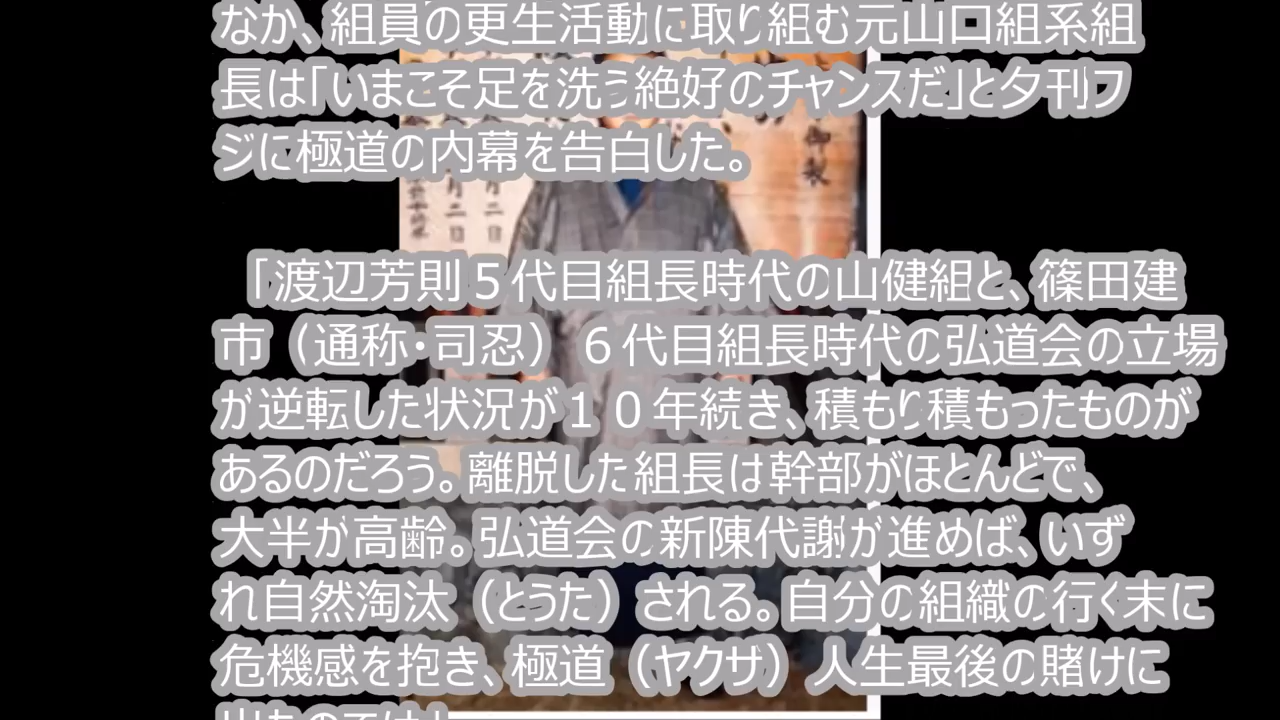 なか、組員の更生活動に取り組む元山口組系組
長は「いまこそ足を洗う絶好のチャンスだ」と夕刊フ
ジに極道の内幕を告白した。
「渡辺芳則５代目組長時代の山健組と、篠田建
市（通称・司忍）６代目組長時代の弘道会の立場
が逆転した状況が１０年続き、積もり積もったものが
あるのだろう。離脱した組長は幹部がほとんどで、
大半が高齢。弘道会の新陳代謝が進めば、いず
れ自然淘汰（とうた）される。自分の組織の行く末に
危機感を抱き、極道（ヤクザ）人生最後の賭けに
出たのでは」
御製